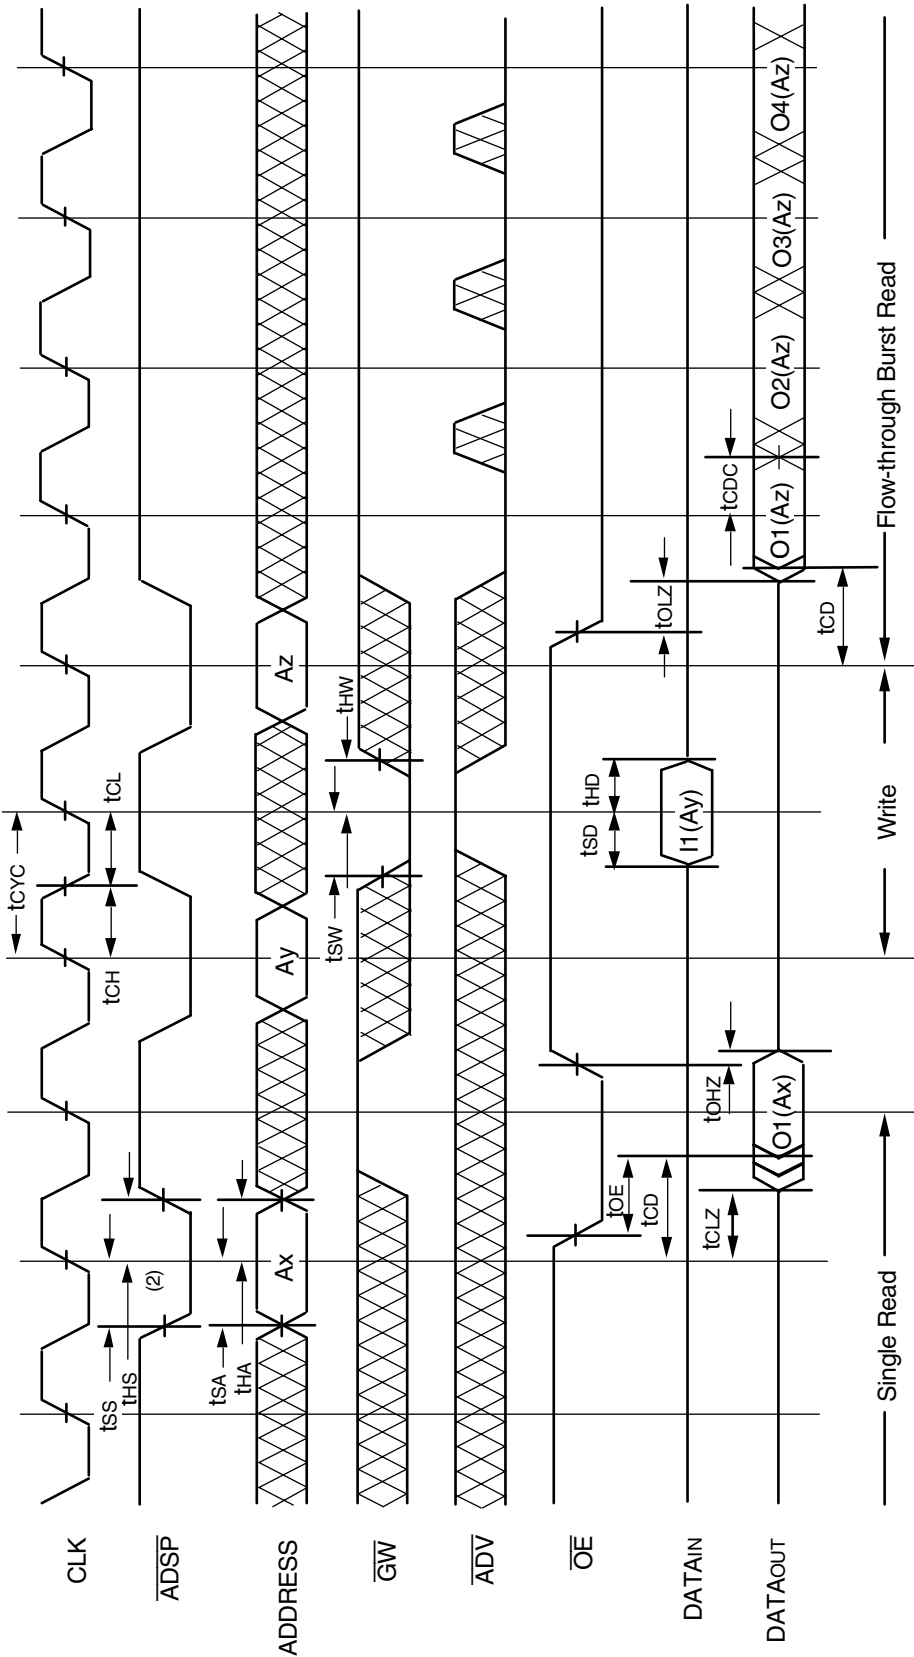 tCYC
CLK
tCH
tCL
tSS
tHS
(2)
ADSP
tSA
tHA
ADDRESS
Ax
Ay
Az
tSW
tHW
GW
ADV
OE
tOE
tOHZ
tOLZ
tSD
tHD
DATAIN
I1(Ay)
tCD
tCLZ
tCDC
DATAOUT
O1(Ax)
O1(Az)
O2(Az)
O3(Az)
O4(Az)
tCD
Single Read
Write
Flow-through Burst Read